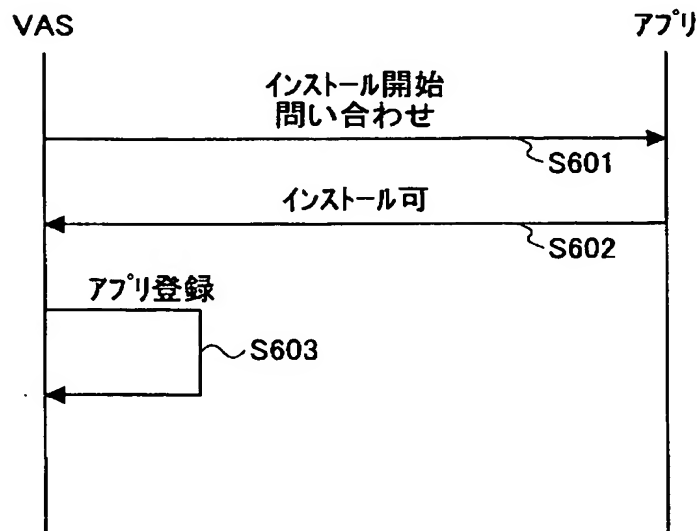 VAS
アプリ
インストール開始
問い合わせ
S601
インストール可
S602
アプリ登録
S603